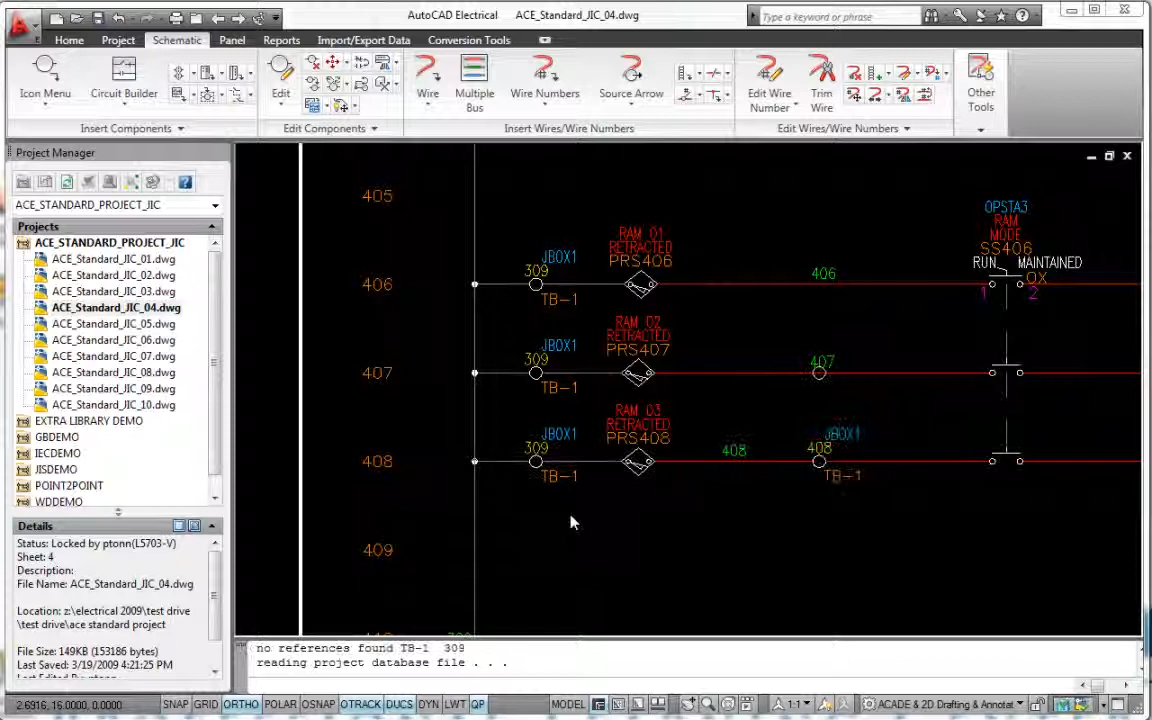 AutoCAD Electrical ACE_Standard_JIC_04.dwg
Type a keyword or phrase
Home Project Schematic Panel Reports Import/Export Data Conversion Tools
Icon Menu
Circuit Builder
Edit
Wire
Multiple Bus
Wire Numbers
Source Arrow
Edit Wire Number
Trim Wire
Other Tools
Insert Components
Edit Components
Insert Wires/Wire Numbers
Edit Wires/Wire Numbers
Project Manager
ACE_STANDARD_PROJECT_JIC
Projects
ACE_STANDARD_PROJECT_JIC
ACE_Standard_JIC_01.dwg
ACE_Standard_JIC_02.dwg
ACE_Standard_JIC_03.dwg
ACE_Standard_JIC_04.dwg
ACE_Standard_JIC_05.dwg
ACE_Standard_JIC_06.dwg
ACE_Standard_JIC_07.dwg
ACE_Standard_JIC_08.dwg
ACE_Standard_JIC_09.dwg
ACE_Standard_JIC_10.dwg
EXTRA LIBRARY DEMO
GBDEMO
IECDEMO
JISDEMO
POINT2POINT
WDDEMO
Details
Status: Locked by ptonn(L5703-V)
Sheet: 4
Description:
File Name: ACE_Standard_JIC_04.dwg
Location: z:\electrical 2009\test drive
\test drive\ace standard project
File Size: 149KB (153186 bytes)
Last Saved: 3/19/2009 4:21:25 PM
Last Edited By: ptonn
405
OPSTA3
RAM
MODE
SS406
RUN MAINTAINED
OX
1 2
RAM 01
RETRACTED
PRS406
JBOX1
309
406
TB-1
406
RAM 02
RETRACTED
PRS407
JBOX1
309
407
TB-1
407
RAM 03
RETRACTED
PRS408
JBOX1
309
408
TB-1
408
JBOX1
408
TB-1
409
no references found TB-1 309
reading project database file . . .
2.6916, 16.0000, 0.0000
SNAP GRID ORTHO POLAR OSNAP OTRACK DUCS DYN LWT QP
MODEL
1:1
ACADE & 2D Drafting & Annotat